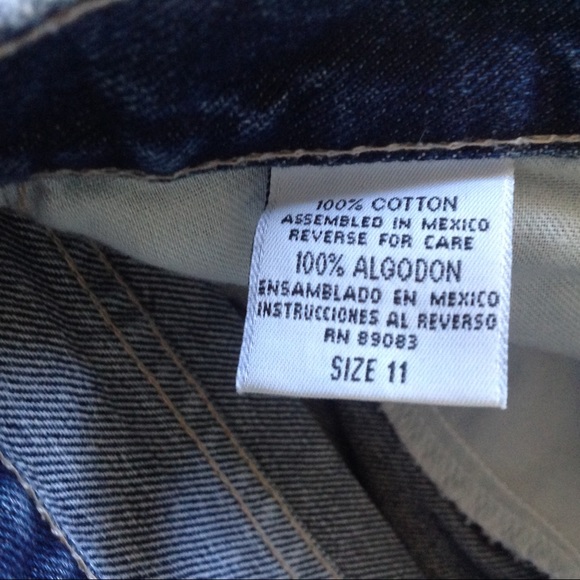 100% COTTON
ASSEMBLED IN MEXICO
REVERSE FOR CARE
100% ALGODON
ENSAMBLADO EN MEXICO
INSTRUCCIONES AL REVERSO
RN 89083
SIZE 11